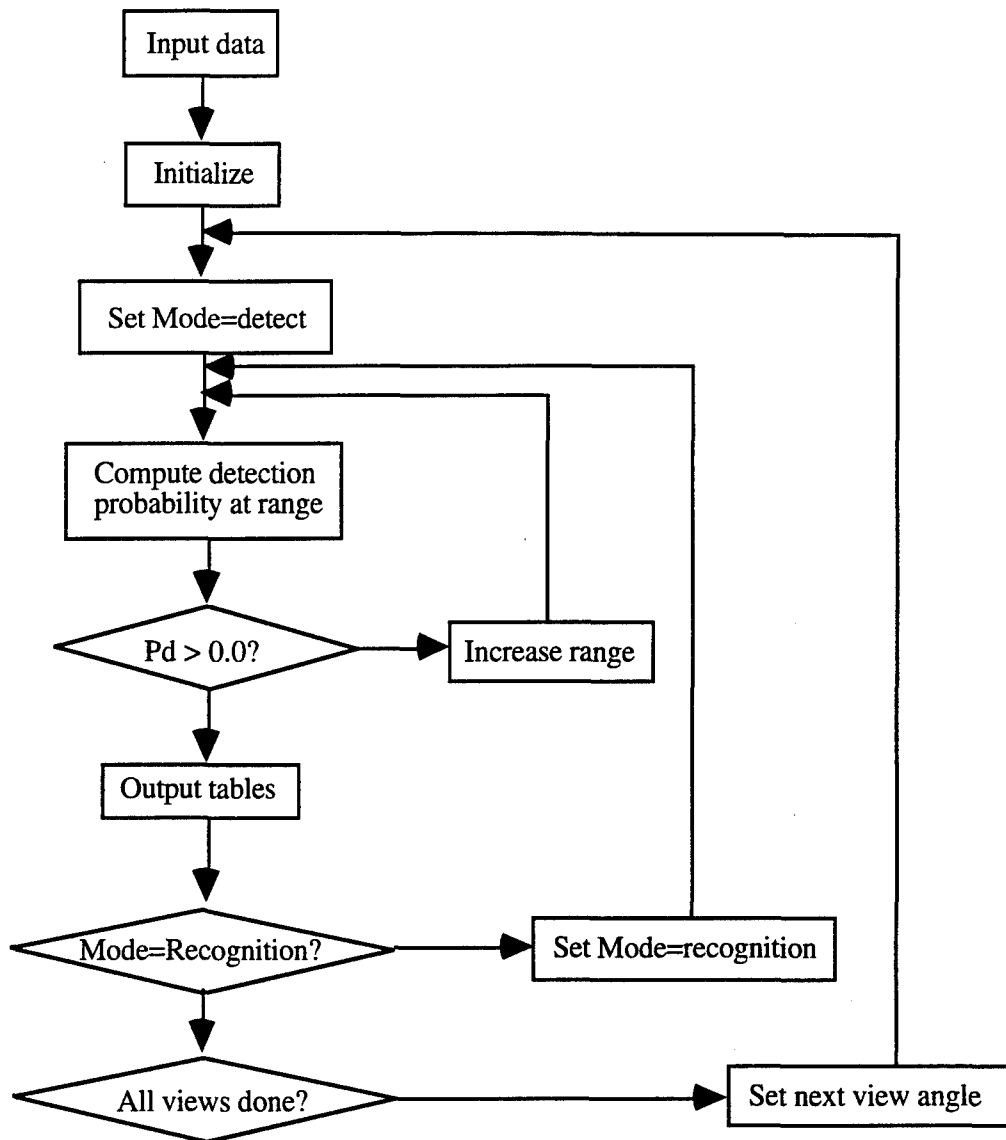 Input data
Initialize
Set Mode=detect
Compute detection
probability at range
Pd > 0.0?
Increase range
Output tables
Mode=Recognition?
Set Mode=recognition
All views done?
Set next view angle